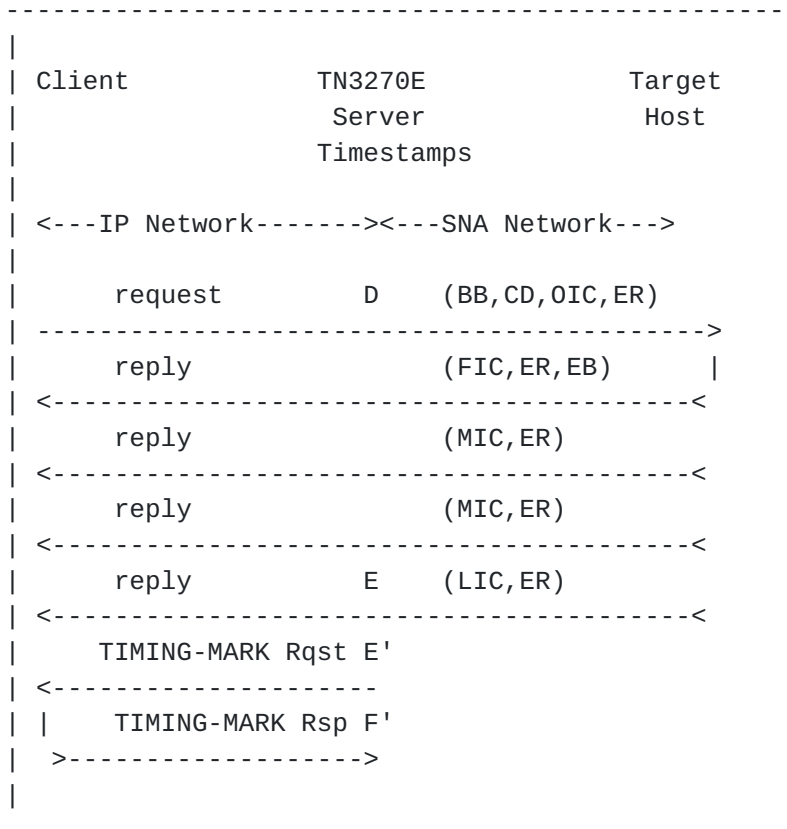 --------------------------------------------------
|
| Client            TN3270E             Target
|                    Server              Host
|                   Timestamps
|
| <---IP Network-------><---SNA Network--->
|
|      request         D    (BB,CD,OIC,ER)
| ------------------------------------------->
|      reply                (FIC,ER,EB)      |
| <-----------------------------------------<
|      reply                (MIC,ER)
| <-----------------------------------------<
|      reply                (MIC,ER)
| <-----------------------------------------<
|      reply           E    (LIC,ER)
| <-----------------------------------------<
|     TIMING-MARK Rqst E'
| <---------------------
| |    TIMING-MARK Rsp F'
|  >------------------->
|